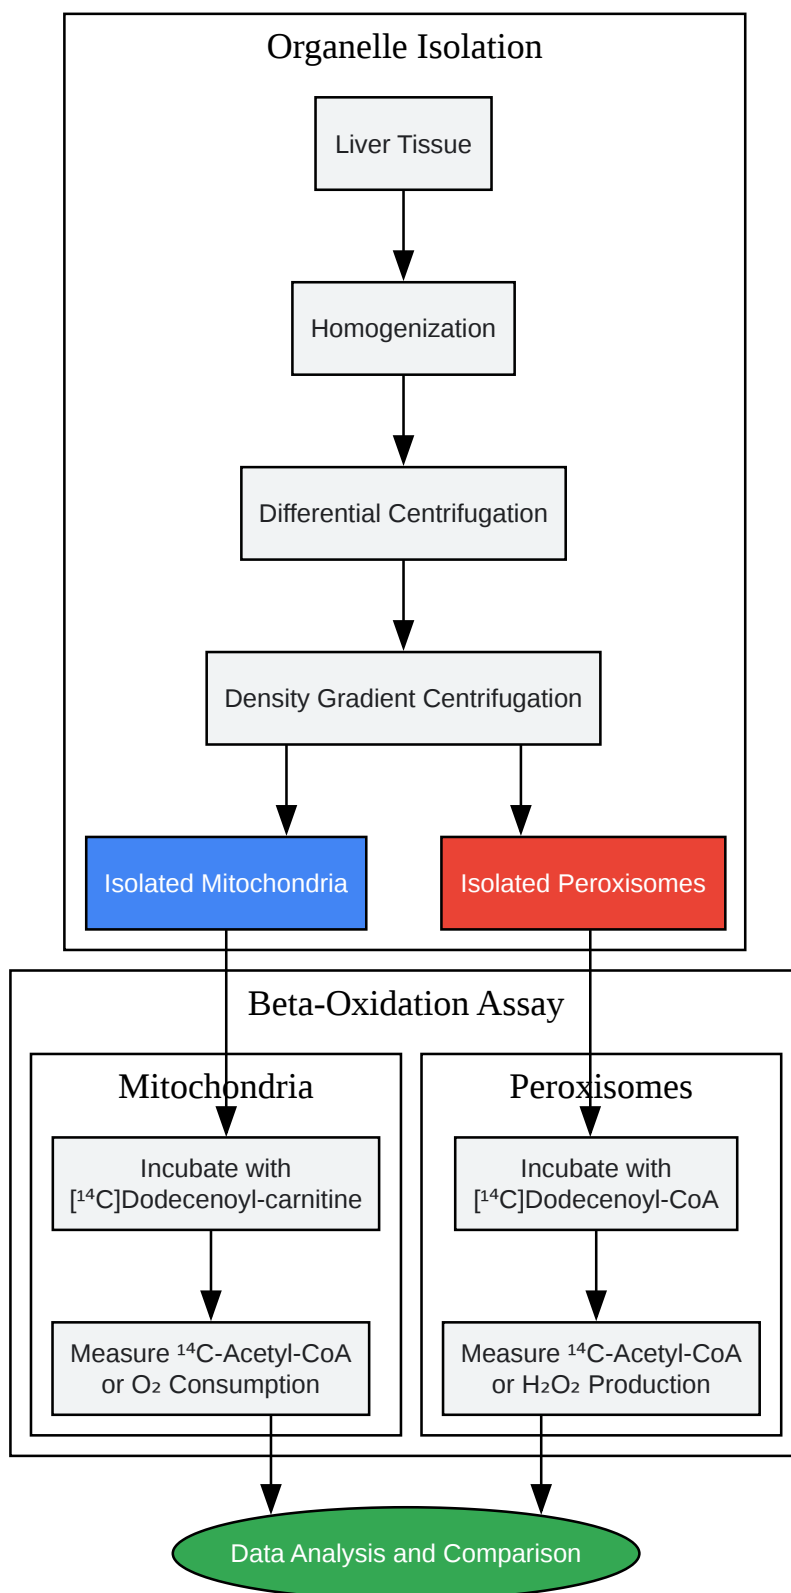 Organelle Isolation
Liver Tissue
Homogenization
Differential Centrifugation
Density Gradient Centrifugation
Isolated Mitochondria
Isolated Peroxisomes
Beta-Oxidation Assay
Mitochondria
Peroxisomes
Incubate with
[¹⁴C]Dodecenoyl-carnitine
Incubate with
[¹⁴C]Dodecenoyl-CoA
Measure ¹⁴C-Acetyl-CoA
or O₂ Consumption
Measure ¹⁴C-Acetyl-CoA
or H₂O₂ Production
Data Analysis and Comparison